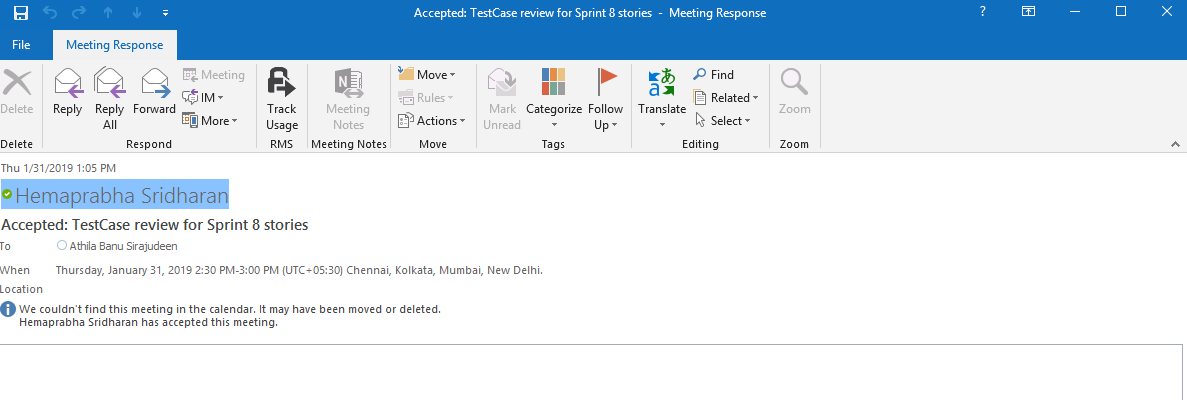 Accepted: TestCase review for Sprint 8 stories - Meeting Response
?
File
Meeting Response
Delete
Reply
Reply All
Forward
Meeting
IM
More
Track Usage
Meeting Notes
Move
Rules
Actions
Mark Unread
Categorize
Follow Up
Translate
Find
Related
Select
Zoom
Delete
Respond
RMS
Meeting Notes
Move
Tags
Editing
Zoom
Thu 1/31/2019 1:05 PM
Hemaprabha Sridharan
Accepted: TestCase review for Sprint 8 stories
To Athila Banu Sirajudeen
When Thursday, January 31, 2019 2:30 PM-3:00 PM (UTC+05:30) Chennai, Kolkata, Mumbai, New Delhi.
Location
We couldn't find this meeting in the calendar. It may have been moved or deleted.
Hemaprabha Sridharan has accepted this meeting.